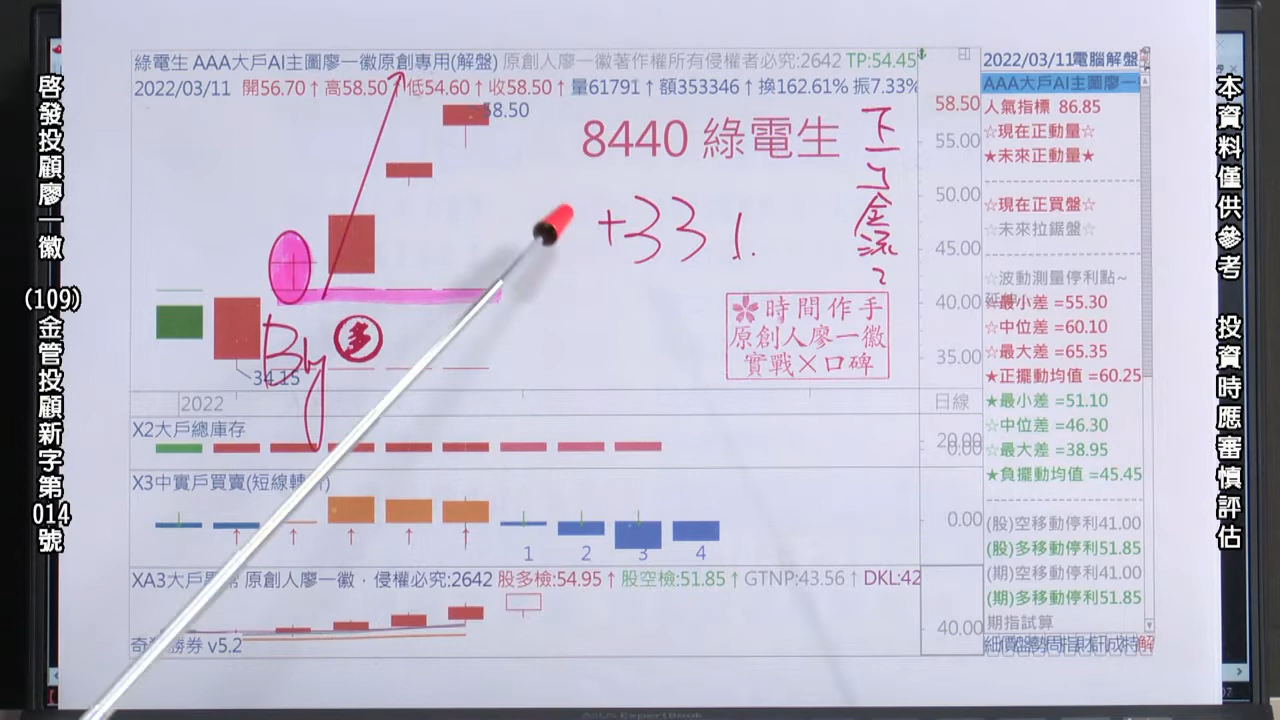 啓發投顧廖一徽
(109)金管投顧新字第014號
綠電生 AAA大戶AI主圖廖一徽原創專用(解盤) 原創人廖一徽著作權所有侵權者必究:2642 TP:54.45
2022/03/11 開56.70↑高58.50↑低54.60↑收58.50↑量61791↑額353346↑換162.61% 振7.33%
58.50
8440 綠電生
+33%
By
多
34.15
時間作手
原創人廖一徽
實戰×口碑
58.50
55.00
50.00
45.00
40.00
35.00
2022
日線
X2大戶總庫存
20.00
0.00
X3中實戶買賣(短線轉折)
0.00
1 2 3 4
原創人廖一徽,侵權必究:2642 股多檢:54.95↑股空檢:51.85↑GTNP:43.56↑DKL:42
40.00
v5.2
2022/03/11電腦解盤
AAA大戶AI主圖廖一
人氣指標 86.85
☆現在正動量☆
★未來正動量★
☆現在正買盤☆
☆未來拉鋸盤☆
☆波動測量停利點~
最小差 =55.30
☆中位差 =60.10
☆最大差 =65.35
★正擺動均值 =60.25
★最小差 =51.10
☆中位差 =46.30
☆最大差 =38.95
★負擺動均值 =45.45
(股)空移動停利41.00
(股)多移動停利51.85
(期)空移動停利41.00
(期)多移動停利51.85
期指試算
本資料僅供參考 投資時應審慎評估